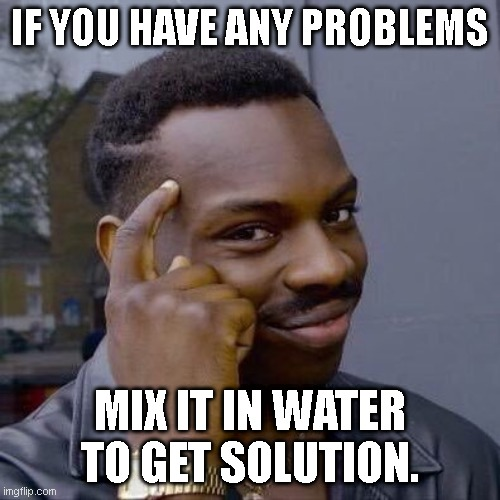 IF YOU HAVE ANY PROBLEMS
MIX IT IN WATER
TO GET SOLUTION.
imgflip.com